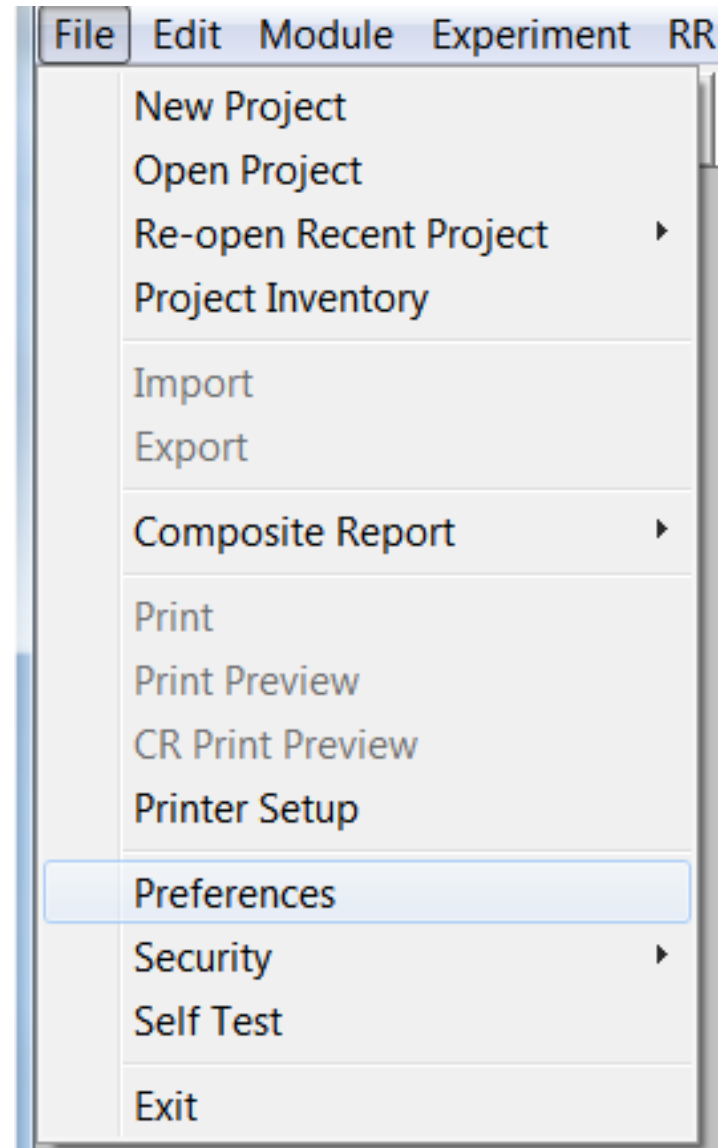 File Edit Module Experiment RR
New Project
Open Project
Re-open Recent Project
Project Inventory
Import
Export
Composite Report
Print
Print Preview
CR Print Preview
Printer Setup
Preferences
Security
Self Test
Exit